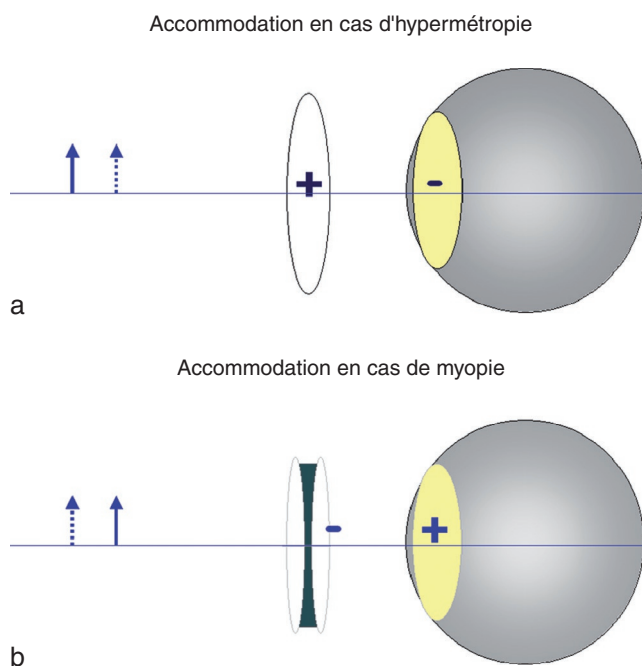 Accommodation en cas d'hypermétropie
+
-
a
Accommodation en cas de myopie
-
+
b